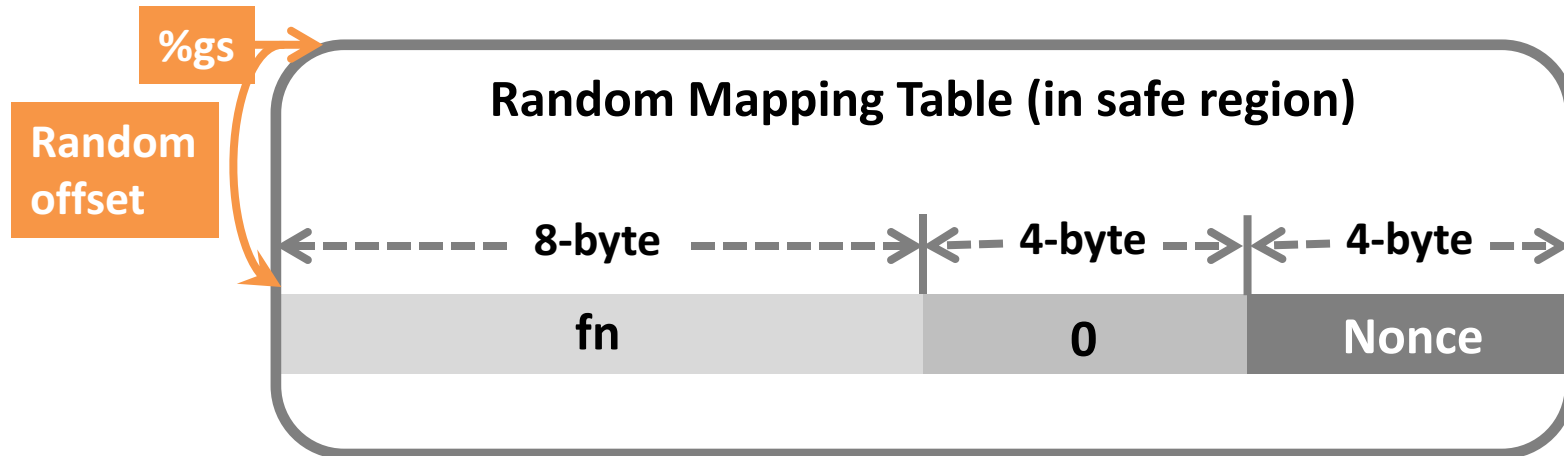 %gs
Random Mapping Table (in safe region)
Random
offset
8-byte
4-byte
4-byte
fn
0
Nonce